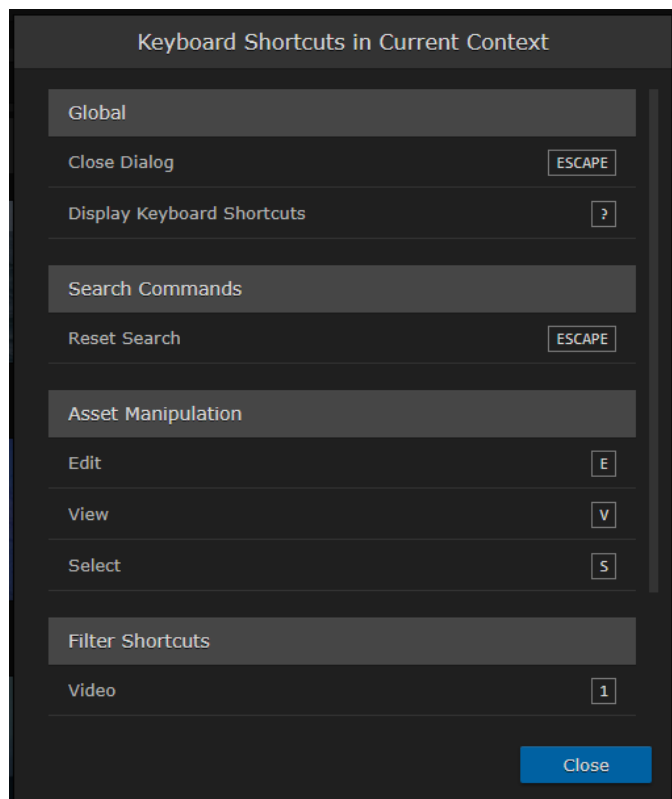 Keyboard Shortcuts in Current Context
Global
Close Dialog ESCAPE
Display Keyboard Shortcuts ?
Search Commands
Reset Search ESCAPE
Asset Manipulation
Edit E
View V
Select S
Filter Shortcuts
Video 1
Close